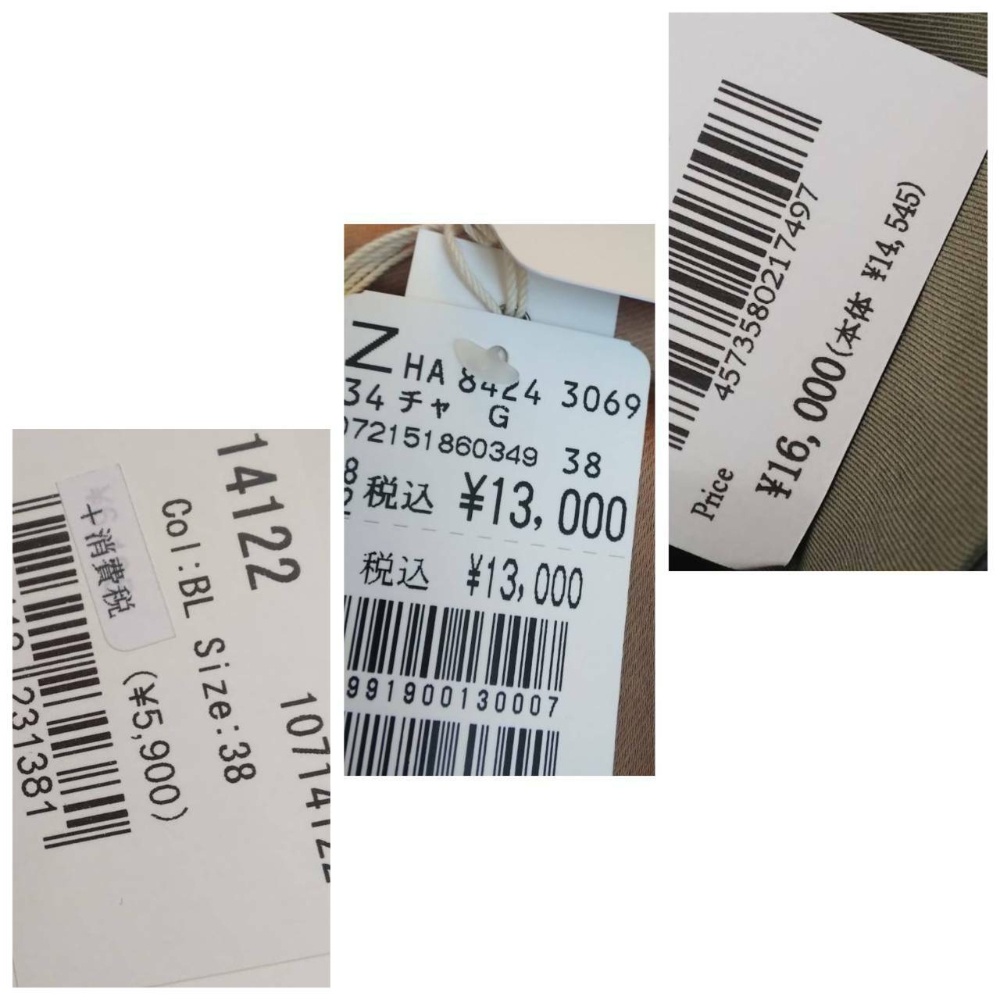 14122
Col:BL Size:38
+消費税
(¥5,900)
231381
1071412
Z HA 8424 3069
34 チャ G
072151860349 38
税込 ¥13,000
税込 ¥13,000
991900130007
4573580217497
Price
¥16,000(本体 ¥14,545)